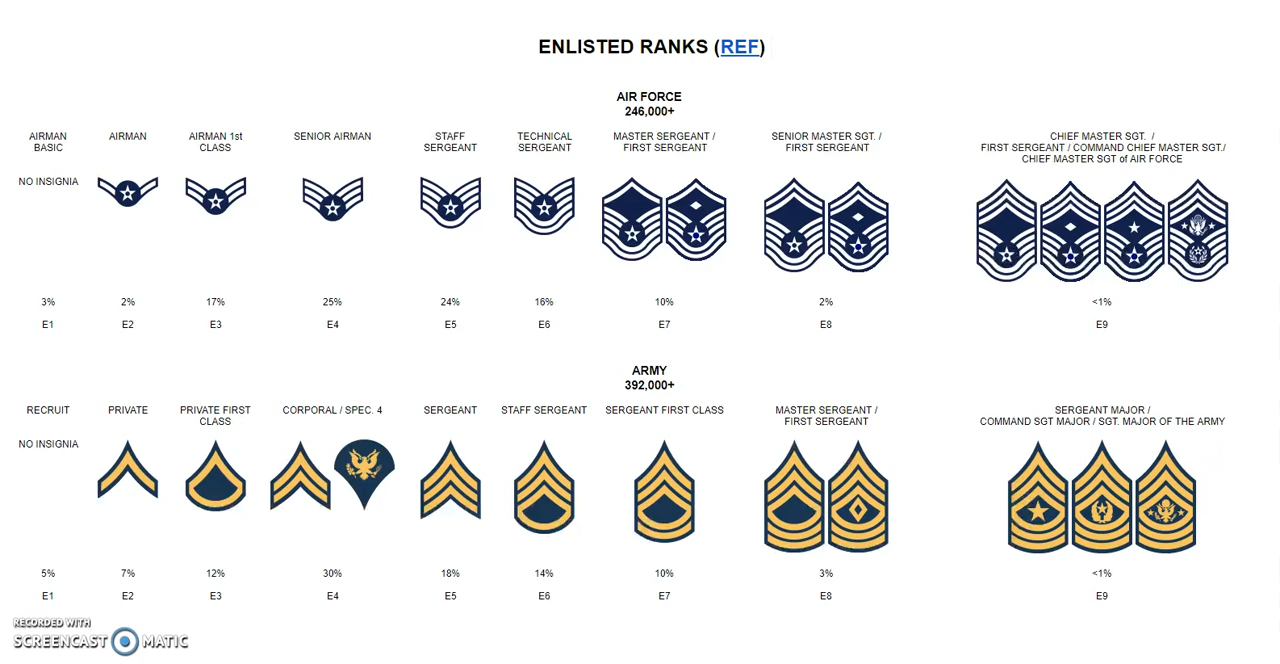 ENLISTED RANKS (REF)
AIR FORCE
246,000+
AIRMAN BASIC
AIRMAN
AIRMAN 1st CLASS
SENIOR AIRMAN
STAFF SERGEANT
TECHNICAL SERGEANT
MASTER SERGEANT /
FIRST SERGEANT
SENIOR MASTER SGT. /
FIRST SERGEANT
CHIEF MASTER SGT. /
FIRST SERGEANT / COMMAND CHIEF MASTER SGT./
CHIEF MASTER SGT of AIR FORCE
NO INSIGNIA
3% 2% 17% 25% 24% 16% 10% 2% <1%
E1 E2 E3 E4 E5 E6 E7 E8 E9
ARMY
392,000+
RECRUIT
PRIVATE
PRIVATE FIRST
CLASS
CORPORAL / SPEC. 4
SERGEANT
STAFF SERGEANT
SERGEANT FIRST CLASS
MASTER SERGEANT /
FIRST SERGEANT
SERGEANT MAJOR /
COMMAND SGT MAJOR / SGT. MAJOR OF THE ARMY
NO INSIGNIA
5% 7% 12% 30% 18% 14% 10% 3% <1%
E1 E2 E3 E4 E5 E6 E7 E8 E9
RECORDED WITH
SCREENCAST MATIC